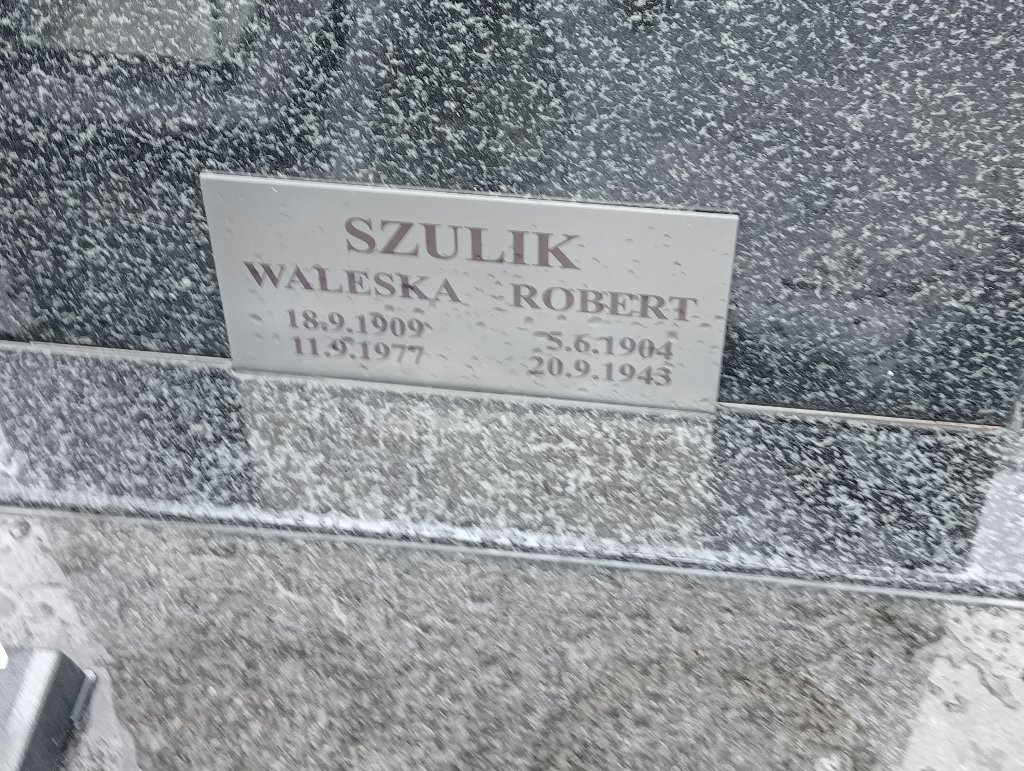 SZULIK
WALESKA ROBERT
18.9.1909 5.6.1904
11.9.1977 20.9.1943